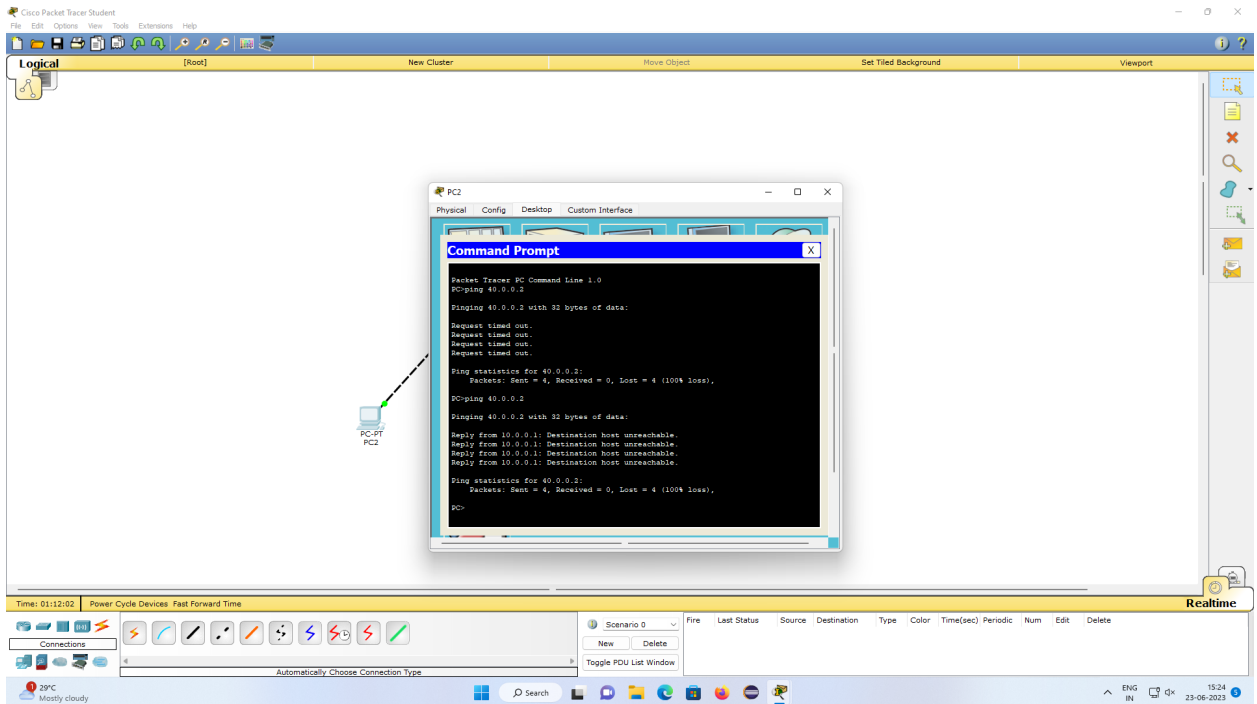 Cisco Packet Tracer Student
File Edit Options View Tools Extensions Help
Logical [Root] New Cluster Move Object Set Tiled Background Viewport
PC2
Physical Config Desktop Custom Interface
Command Prompt X
Packet Tracer PC Command Line 1.0
PC>ping 40.0.0.2
Pinging 40.0.0.2 with 32 bytes of data:
Request timed out.
Request timed out.
Request timed out.
Request timed out.
Ping statistics for 40.0.0.2:
Packets: Sent = 4, Received = 0, Lost = 4 (100% loss),
PC>ping 40.0.0.2
Pinging 40.0.0.2 with 32 bytes of data:
Reply from 10.0.0.1: Destination host unreachable.
Reply from 10.0.0.1: Destination host unreachable.
Reply from 10.0.0.1: Destination host unreachable.
Reply from 10.0.0.1: Destination host unreachable.
Ping statistics for 40.0.0.2:
Packets: Sent = 4, Received = 0, Lost = 4 (100% loss),
PC>
PC-PT
PC2
Time: 01:12:02 Power Cycle Devices Fast Forward Time Realtime
Connections
Automatically Choose Connection Type
Scenario 0
New Delete
Toggle PDU List Window
Fire Last Status Source Destination Type Color Time(sec) Periodic Num Edit Delete
1
29°C
Mostly cloudy
Search
ENG
IN
15:24
23-06-2023
5